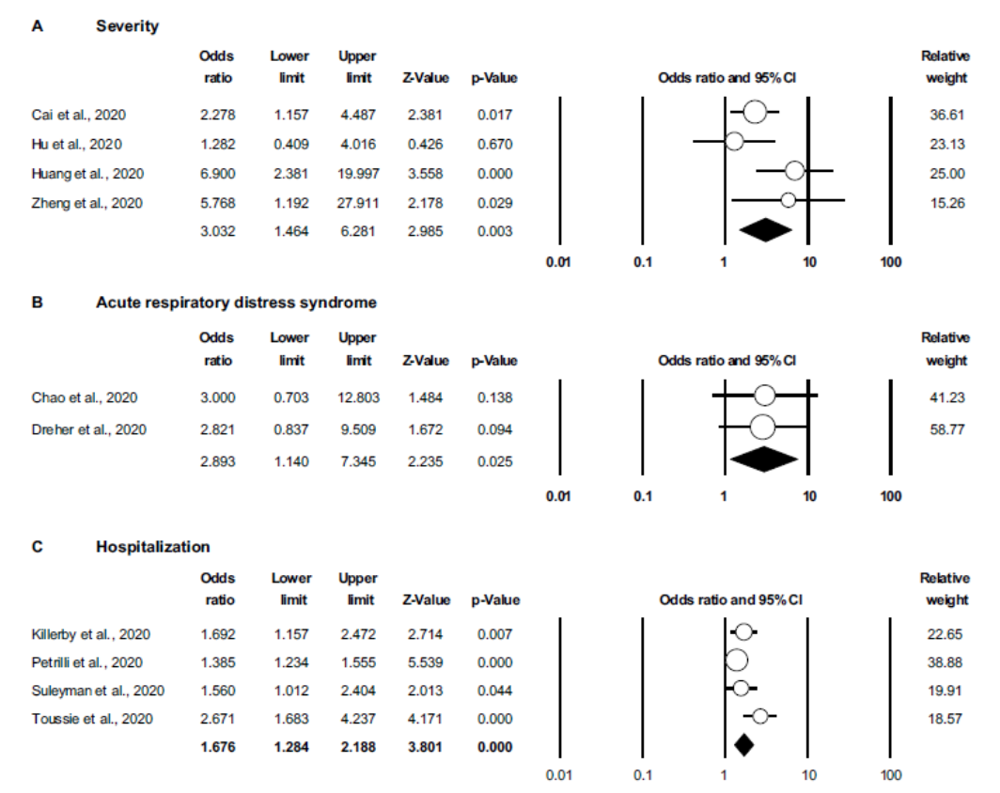 A Severity
Odds Lower Upper Relative
ratio limit limit Z-Value p-Value Odds ratio and 95% CI weight
Cai et al., 2020 2.278 1.157 4.487 2.381 0.017 36.61
Hu et al., 2020 1.282 0.409 4.016 0.426 0.670 23.13
Huang et al., 2020 6.900 2.381 19.997 3.558 0.000 25.00
Zheng et al., 2020 5.768 1.192 27.911 2.178 0.029 15.26
3.032 1.464 6.281 2.985 0.003
0.01 0.1 1 10 100
B Acute respiratory distress syndrome
Odds Lower Upper Relative
ratio limit limit Z-Value p-Value Odds ratio and 95% CI weight
Chao et al., 2020 3.000 0.703 12.803 1.484 0.138 41.23
Dreher et al., 2020 2.821 0.837 9.509 1.672 0.094 58.77
2.893 1.140 7.345 2.235 0.025
0.01 0.1 1 10 100
C Hospitalization
Odds Lower Upper Relative
ratio limit limit Z-Value p-Value Odds ratio and 95% CI weight
Killerby et al., 2020 1.692 1.157 2.472 2.714 0.007 22.65
Petrilli et al., 2020 1.385 1.234 1.555 5.539 0.000 38.88
Suleyman et al., 2020 1.560 1.012 2.404 2.013 0.044 19.91
Toussie et al., 2020 2.671 1.683 4.237 4.171 0.000 18.57
1.676 1.284 2.188 3.801 0.000
0.01 0.1 1 10 100